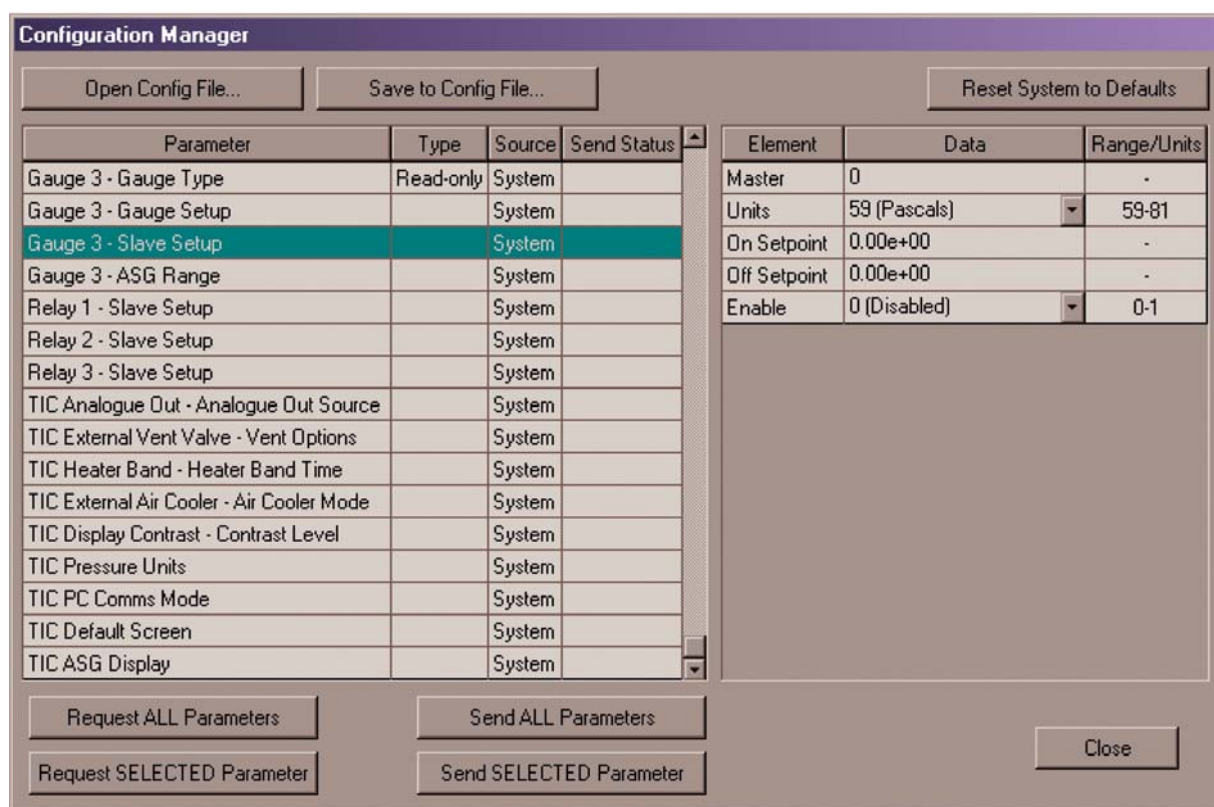 Configuration Manager
Open Config File... Save to Config File... Reset System to Defaults
Parameter Type Source Send Status
Gauge 3 - Gauge Type Read-only System
Gauge 3 - Gauge Setup System
Gauge 3 - Slave Setup System
Gauge 3 - ASG Range System
Relay 1 - Slave Setup System
Relay 2 - Slave Setup System
Relay 3 - Slave Setup System
TIC Analogue Out - Analogue Out Source System
TIC External Vent Valve - Vent Options System
TIC Heater Band - Heater Band Time System
TIC External Air Cooler - Air Cooler Mode System
TIC Display Contrast - Contrast Level System
TIC Pressure Units System
TIC PC Comms Mode System
TIC Default Screen System
TIC ASG Display System
Element Data Range/Units
Master 0 -
Units 59 (Pascals) 59-81
On Setpoint 0.00e+00 -
Off Setpoint 0.00e+00 -
Enable 0 (Disabled) 0-1
Request ALL Parameters Send ALL Parameters
Request SELECTED Parameter Send SELECTED Parameter
Close